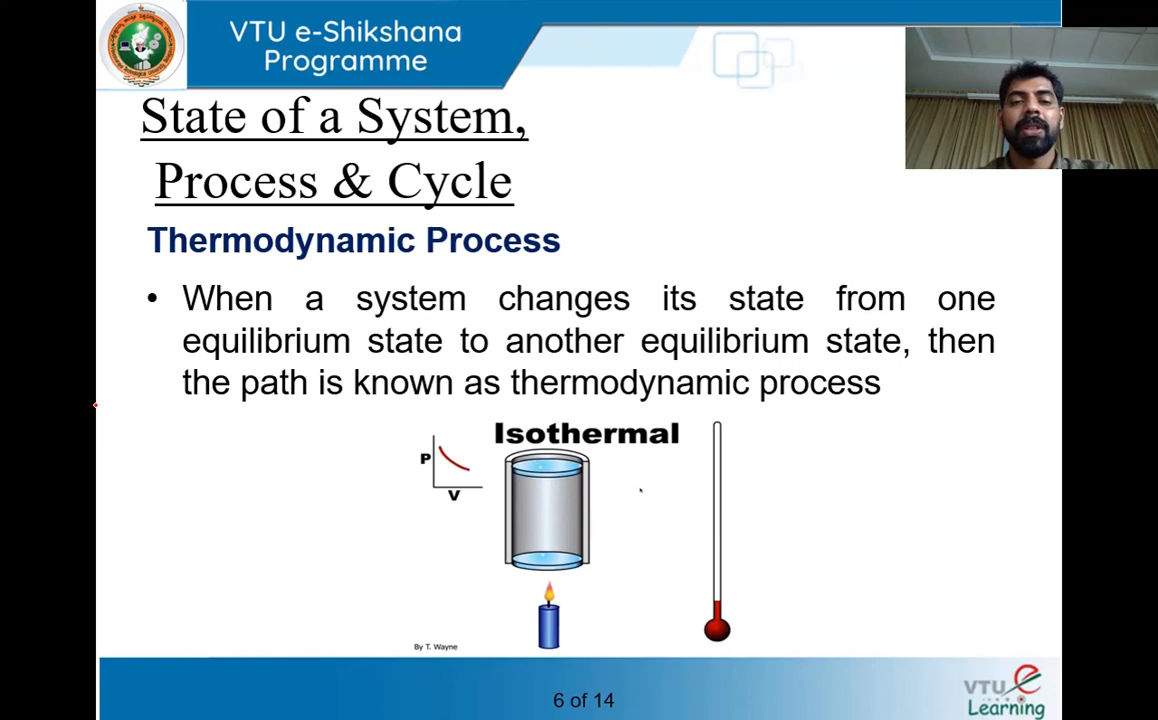 VTU e-Shikshana
Programme
State of a System,
Process & Cycle
Thermodynamic Process
• When a system changes its state from one
equilibrium state to another equilibrium state, then
the path is known as thermodynamic process
Isothermal
P
V
By T. Wayne
6 of 14
VTU e
Learning